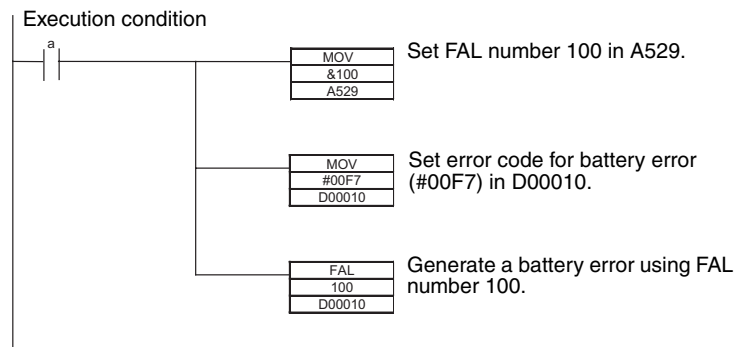 Execution condition
a
MOV
&100
A529
Set FAL number 100 in A529.
MOV
#00F7
D00010
Set error code for battery error
(#00F7) in D00010.
FAL
100
D00010
Generate a battery error using FAL
number 100.